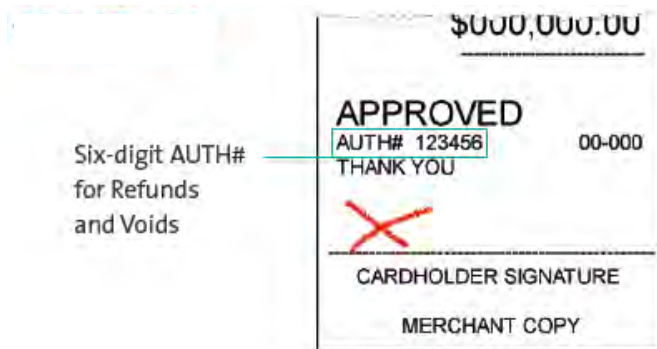 $000,000.00
APPROVED
AUTH# 123456 00-000
THANK YOU
Six-digit AUTH#
for Refunds
and Voids
CARDHOLDER SIGNATURE
MERCHANT COPY